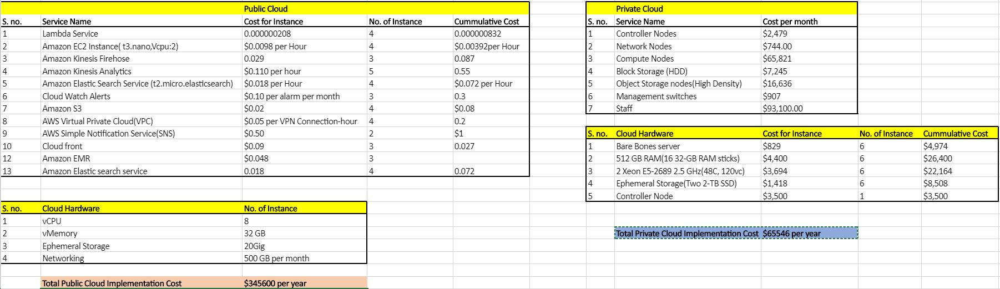 Public Cloud
S. no. Service Name Cost for Instance No. of Instance Cummulative Cost
1 Lambda Service 0.000000208 4 0.000000832
2 Amazon EC2 Instance( t3.nano,Vcpu:2) $0.0098 per Hour 4 $0.00392per Hour
3 Amazon Kinesis Firehose 0.029 3 0.087
4 Amazon Kinesis Analytics $0.110 per hour 5 0.55
5 Amazon Elastic Search Service (t2.micro.elasticsearch) $0.018 per Hour 4 $0.072 per Hour
6 Cloud Watch Alerts $0.10 per alarm per month 3 0.3
7 Amazon S3 $0.02 4 $0.08
8 AWS Virtual Private Cloud(VPC) $0.05 per VPN Connection-hour 4 0.2
9 AWS Simple Notification Service(SNS) $0.50 2 $1
10 Cloud front $0.09 3 0.027
12 Amazon EMR $0.048 3
13 Amazon Elastic search service 0.018 4 0.072
S. no. Cloud Hardware No. of Instance
1 vCPU 8
2 vMemory 32 GB
3 Ephemeral Storage 20Gig
4 Networking 500 GB per month
Total Public Cloud Implementation Cost $345600 per year
Private Cloud
S. no. Service Name Cost per month
1 Controller Nodes $2,479
2 Network Nodes $744.00
3 Compute Nodes $65,821
4 Block Storage (HDD) $7,245
5 Object Storage nodes(High Density) $16,636
6 Management switches $907
7 Staff $93,100.00
S. no. Cloud Hardware Cost for Instance No. of Instance Cummulative Cost
1 Bare Bones server $829 6 $4,974
2 512 GB RAM(16 32-GB RAM sticks) $4,400 6 $26,400
3 2 Xeon E5-2689 2.5 GHz(48C, 120vc) $3,694 6 $22,164
4 Ephemeral Storage(Two 2-TB SSD) $1,418 6 $8,508
5 Controller Node $3,500 1 $3,500
Total Private Cloud Implementation Cost $65546 per year